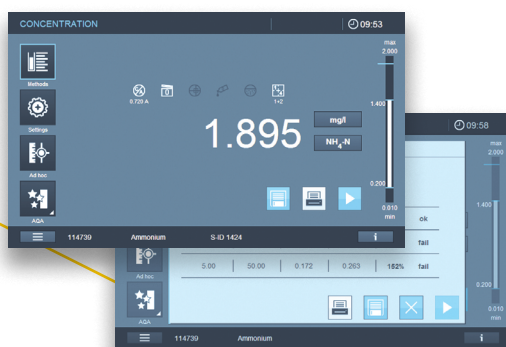 CONCENTRATION
09:53
max
2.000
Methods
0.720 A
1+2
1.895
mg/l
NH4-N
1.400
Settings
Ad hoc
0.200
0.010
min
AQA
114739 Ammonium S-ID 1424
i
09:58
max
2.000
1.400
ok
fail
5.00 50.00 0.172 0.263 152% fail
Ad hoc
0.200
0.010
min
AQA
114739 Ammonium
i